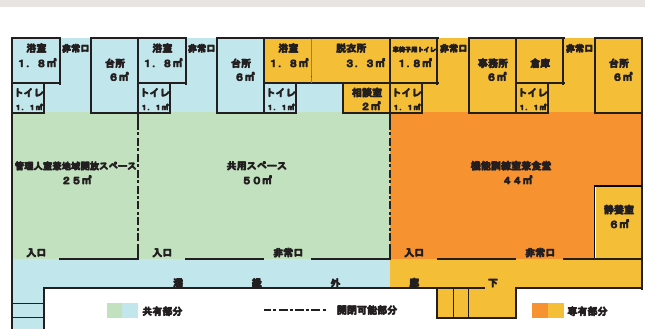 浴室 非常口 浴室 非常口 浴室 脱衣所 車椅子用トイレ 非常口 事務所 倉庫 非常口 台所
1.8㎡ 台所 1.8㎡ 台所 1.8㎡ 3.3㎡ 1.8㎡ 6㎡ 6㎡
6㎡ 6㎡
トイレ トイレ トイレ 相談室 トイレ トイレ
1.1㎡ 1.1㎡ 1.1㎡ 2㎡ 1.1㎡ 1.1㎡
管理人室兼地域開放スペース 共用スペース 機能訓練室兼食堂
25㎡ 50㎡ 44㎡
静養室
6㎡
入口 入口 非常口 入口 非常口
外 廊 下
共有部分 開閉可能部分 専有部分